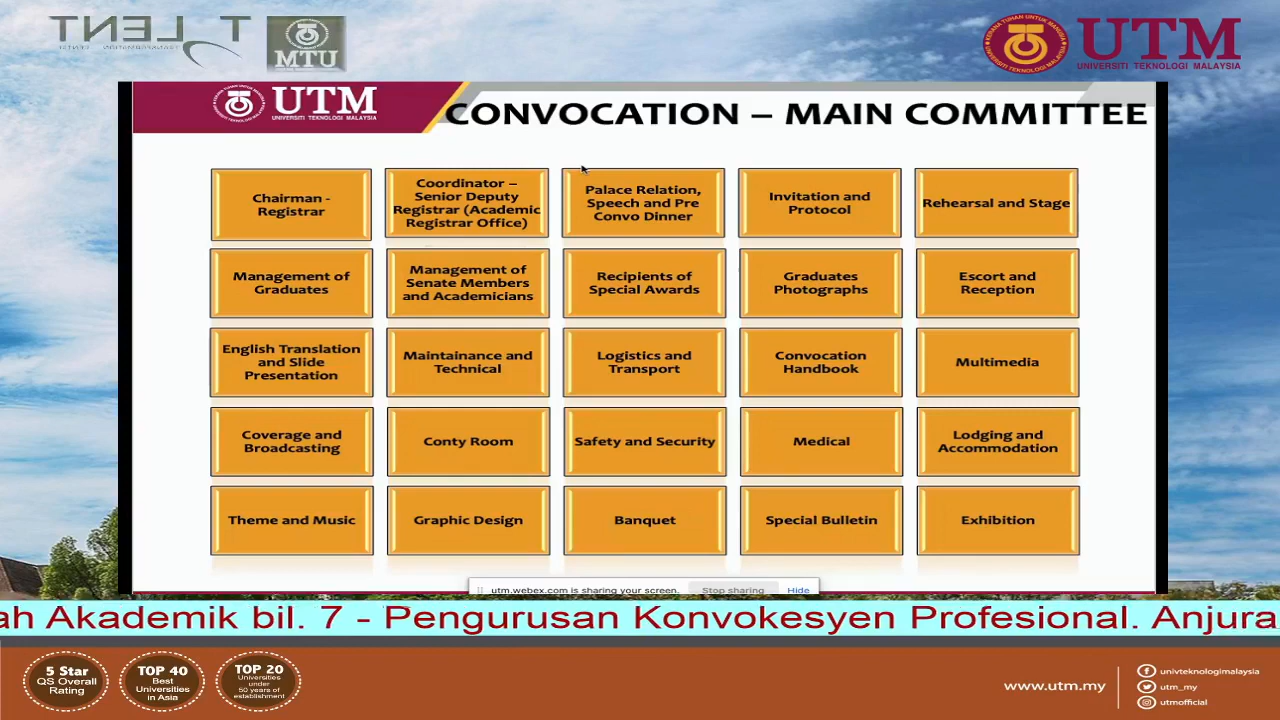 TALENT
TRANSFORMATION CENTER
MTU
UTM
UNIVERSITI TEKNOLOGI MALAYSIA
UTM
UNIVERSITI TEKNOLOGI MALAYSIA
CONVOCATION – MAIN COMMITTEE
Chairman -
Registrar
Coordinator –
Senior Deputy
Registrar (Academic
Registrar Office)
Palace Relation,
Speech and Pre
Convo Dinner
Invitation and
Protocol
Rehearsal and Stage
Management of
Graduates
Management of
Senate Members
and Academicians
Recipients of
Special Awards
Graduates
Photographs
Escort and
Reception
English Translation
and Slide
Presentation
Maintainance and
Technical
Logistics and
Transport
Convocation
Handbook
Multimedia
Coverage and
Broadcasting
Conty Room
Safety and Security
Medical
Lodging and
Accommodation
Theme and Music
Graphic Design
Banquet
Special Bulletin
Exhibition
utm.webex.com is sharing your screen.
Stop sharing
Hide
ah Akademik bil. 7 - Pengurusan Konvokesyen Profesional. Anjura
5 Star
QS Overall
Rating
TOP 40
Best
Universities
in Asia
TOP 20
Universities
under
50 years of
establishment
www.utm.my
univteknologimalaysia
utm_my
utmofficial